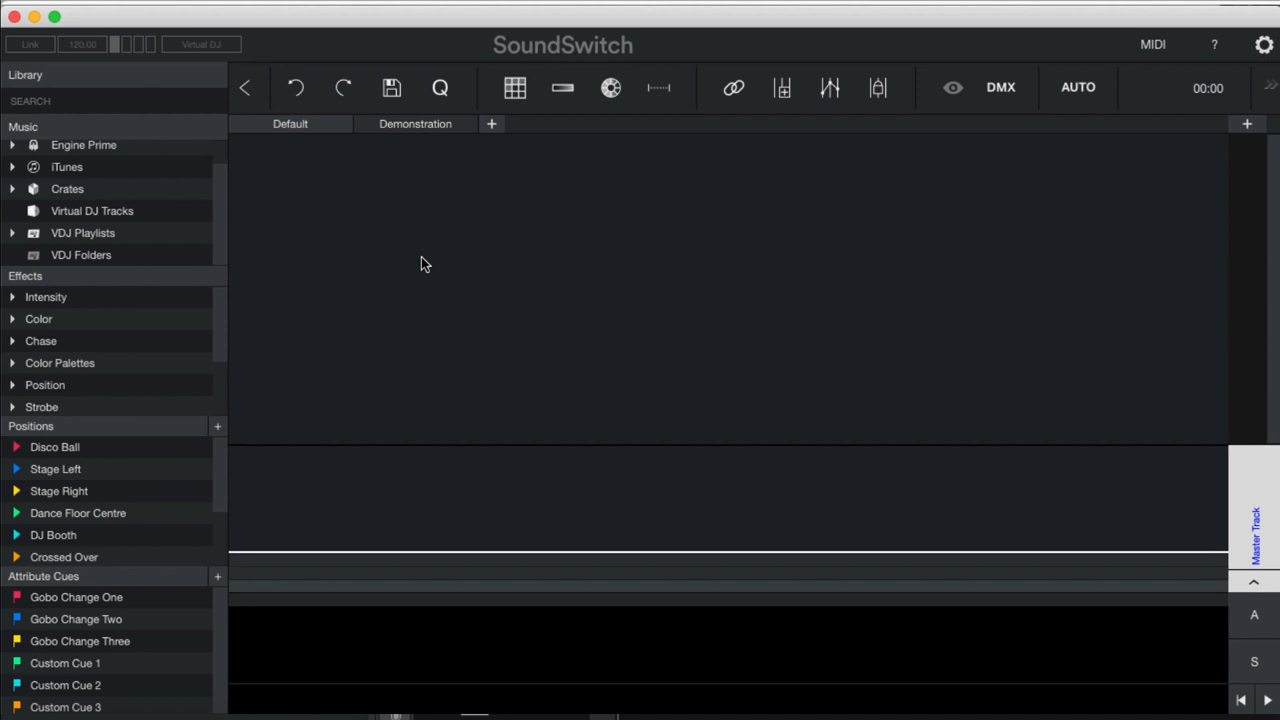 Link 120.00 Virtual DJ SoundSwitch MIDI ?
Library
SEARCH
Q DMX AUTO 00:00
Default Demonstration + +
Music
Engine Prime
iTunes
Crates
Virtual DJ Tracks
VDJ Playlists
VDJ Folders
Effects
Intensity
Color
Chase
Color Palettes
Position
Strobe
Positions +
Disco Ball
Stage Left
Stage Right
Dance Floor Centre
DJ Booth
Crossed Over
Attribute Cues +
Gobo Change One
Gobo Change Two
Gobo Change Three
Custom Cue 1
Custom Cue 2
Custom Cue 3
Master Track
A
S